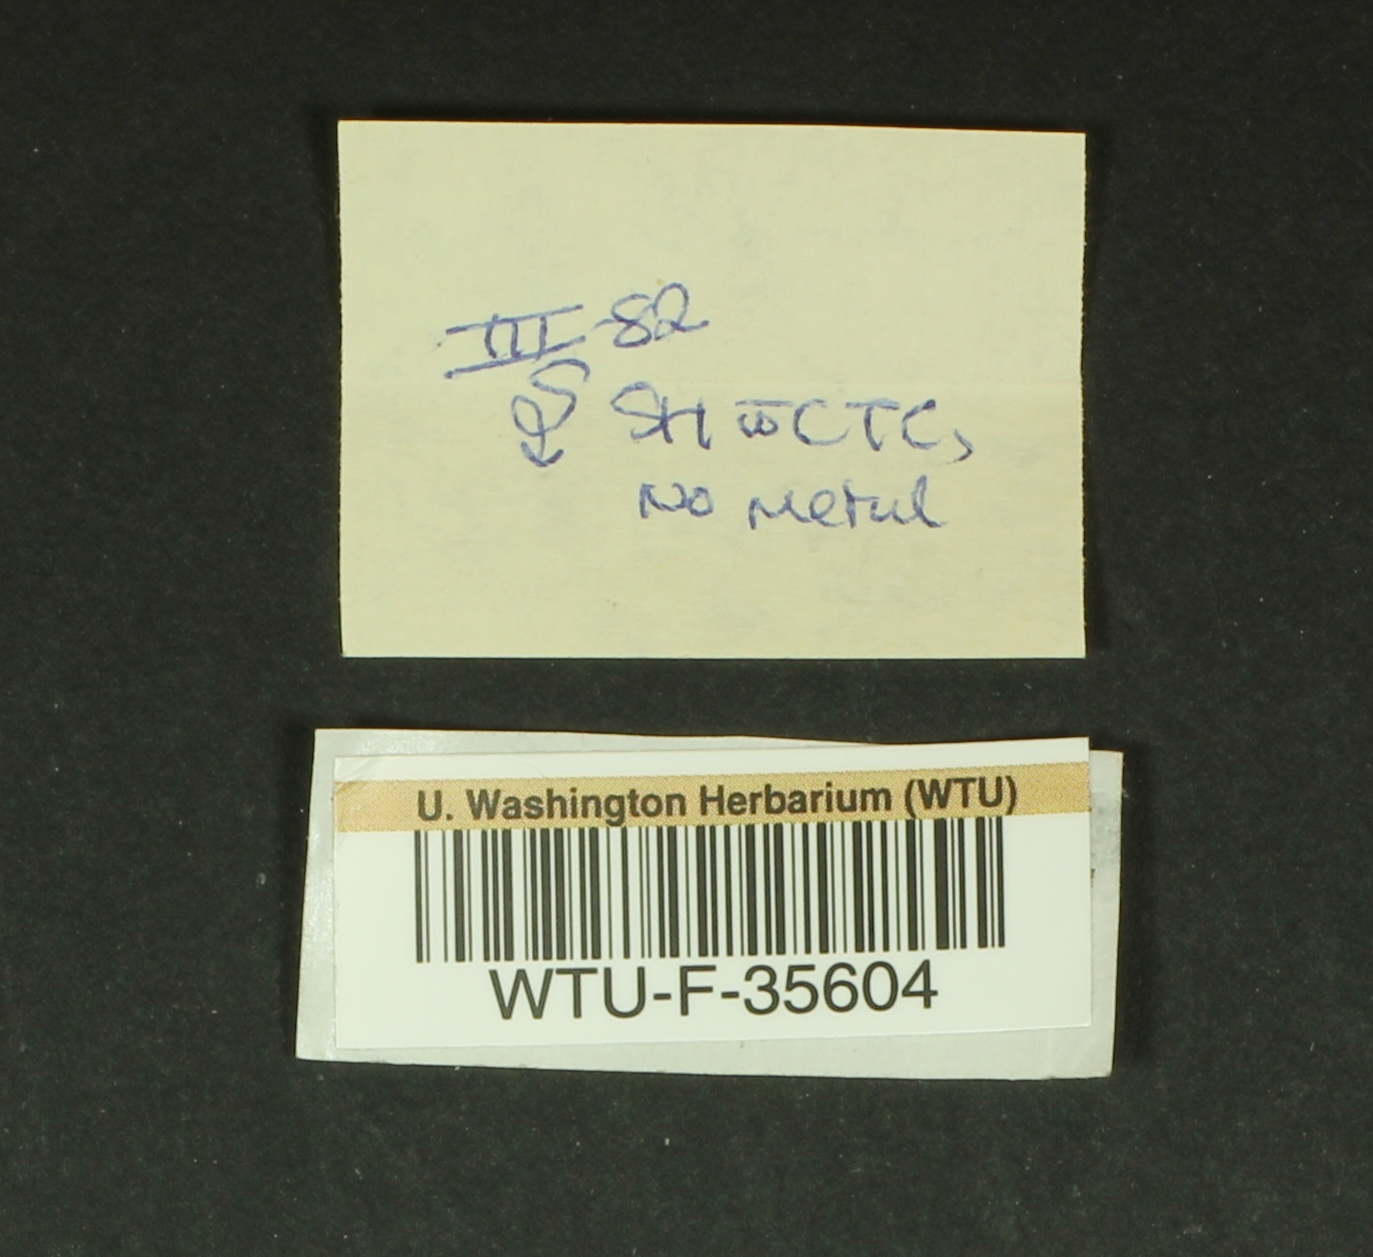 III-82
SH w̄ CTC,
No Metal
U. Washington Herbarium (WTU)
WTU-F-35604